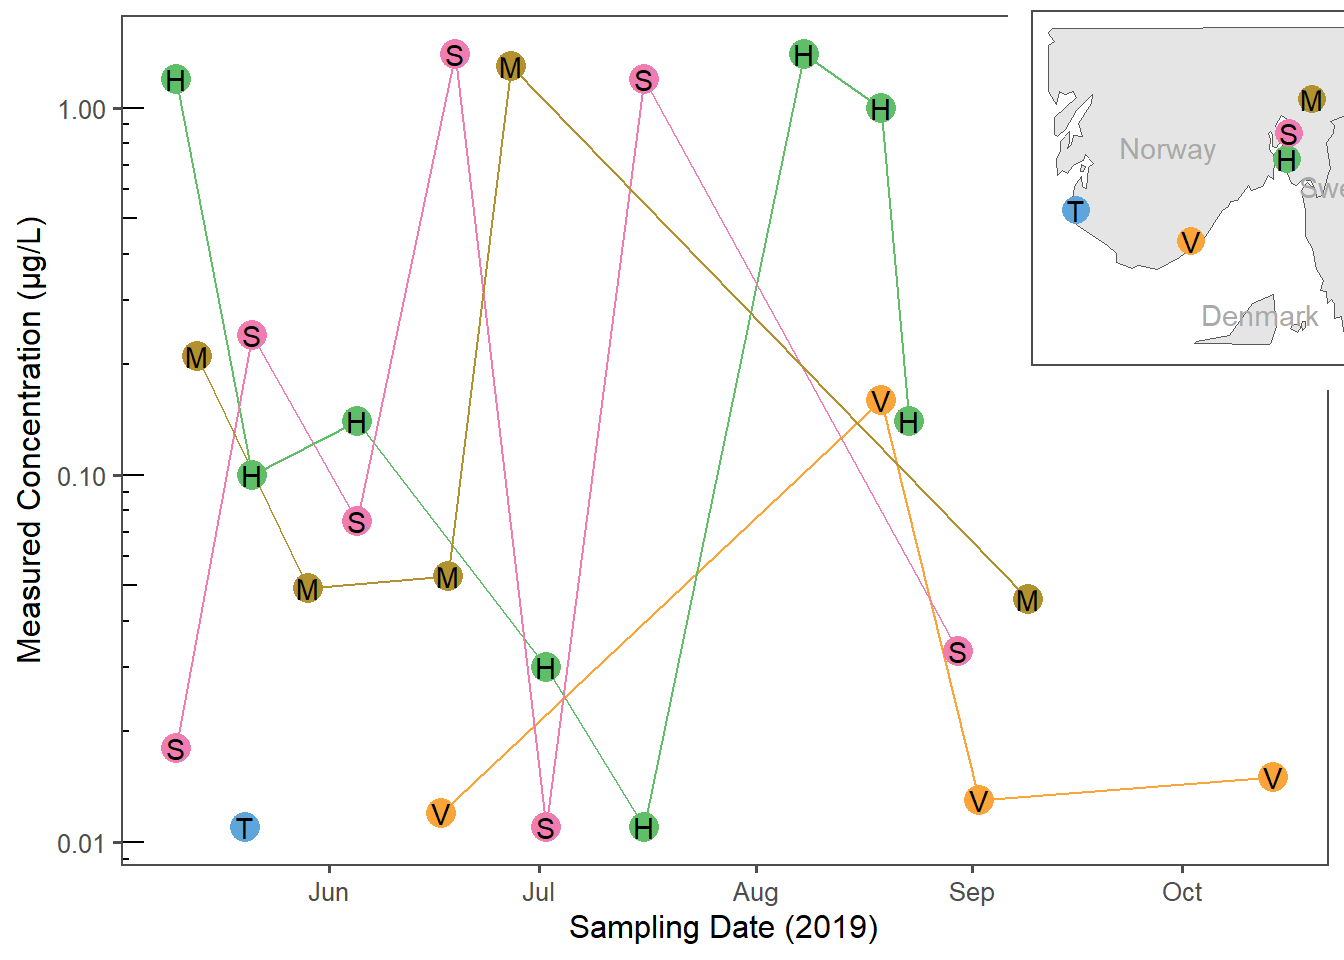 H
S
M
S
H
1.00
H
M
S
H
Norway
Swe
T
V
Denmark
S
M
V
H
H
0.10
H
S
M
M
M
H
S
S
V
T
V
S
H
V
0.01
Jun
Jul
Aug
Sep
Oct
Sampling Date (2019)
Measured Concentration (µg/L)